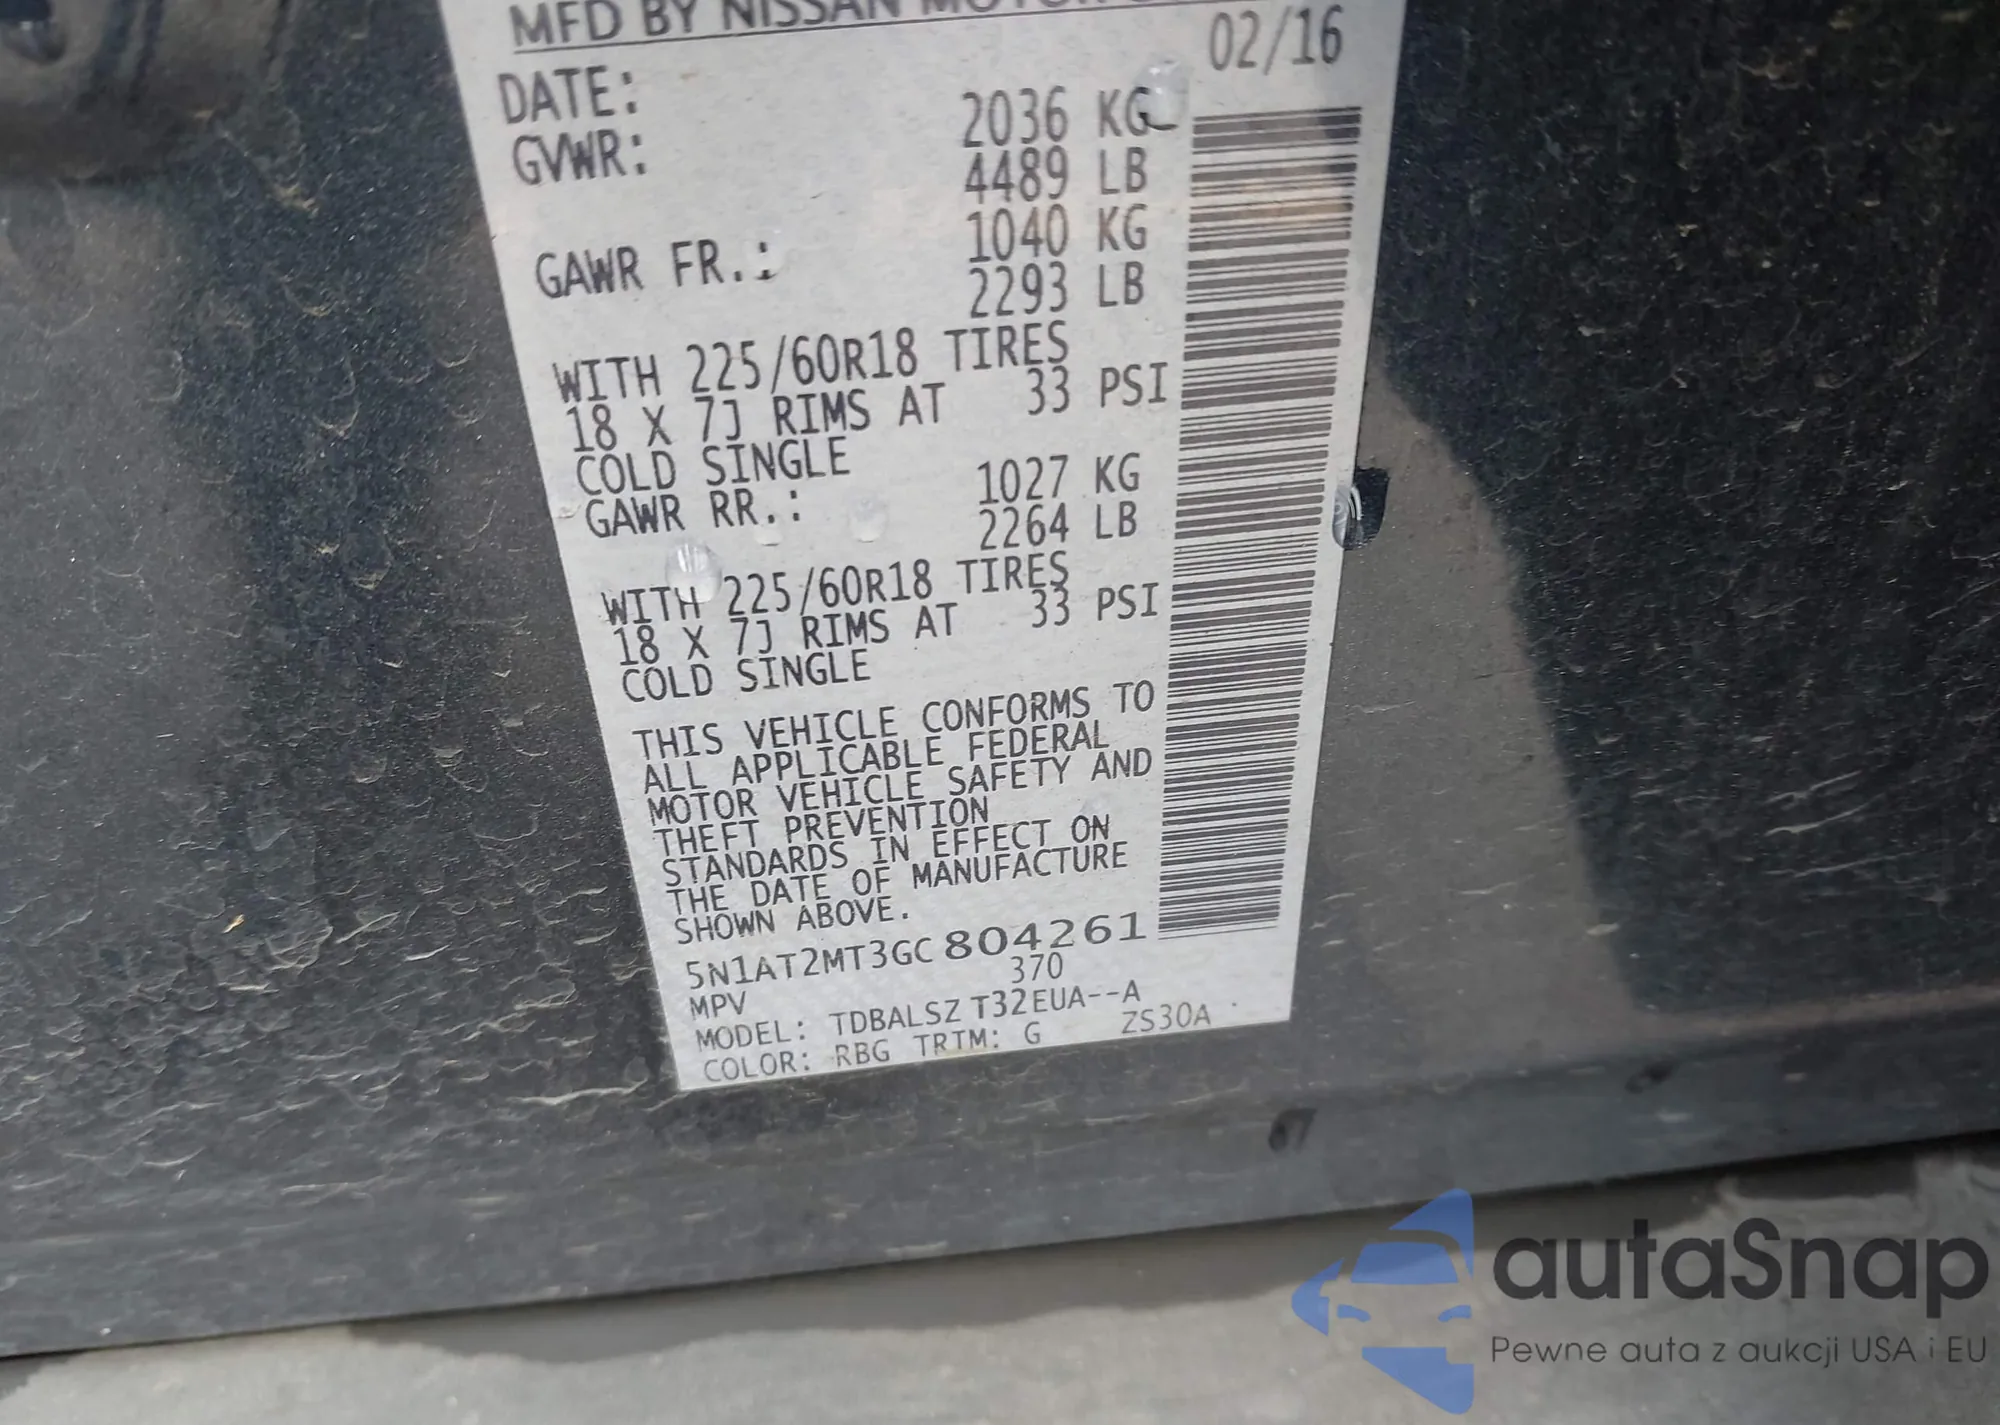 MFD BY NISSAN MOTOR
DATE: 02/16
GVWR: 2036 KG
4489 LB
GAWR FR.: 1040 KG
2293 LB
WITH 225/60R18 TIRES
18 X 7J RIMS AT 33 PSI
COLD SINGLE
GAWR RR.: 1027 KG
2264 LB
WITH 225/60R18 TIRES
18 X 7J RIMS AT 33 PSI
COLD SINGLE
THIS VEHICLE CONFORMS TO
ALL APPLICABLE FEDERAL
MOTOR VEHICLE SAFETY AND
THEFT PREVENTION
STANDARDS IN EFFECT ON
THE DATE OF MANUFACTURE
SHOWN ABOVE.
5N1AT2MT3GC804261
MPV 370
MODEL: TDBALSZ T32EUA--A
COLOR: RBG TRTM: G ZS30A
autaSnap
Pewne auta z aukcji USA i EU